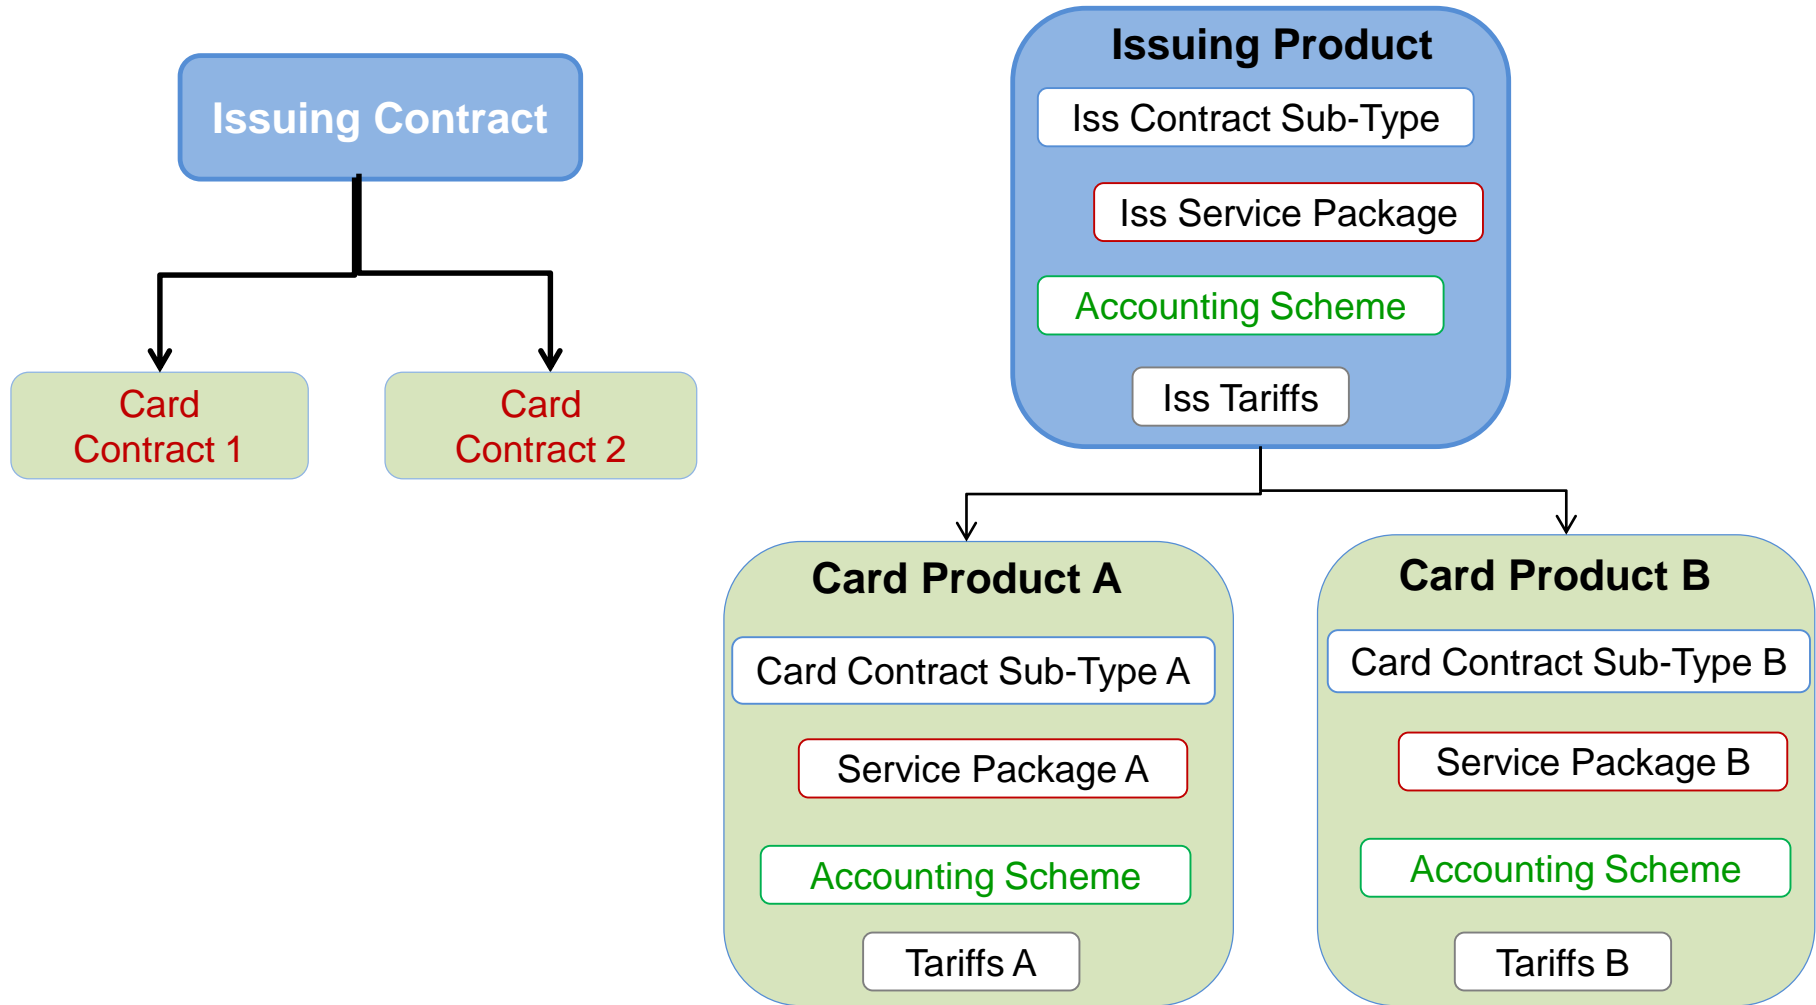 Issuing Contract
Card
Contract 1
Card
Contract 2
Issuing Product
Iss Contract Sub-Type
Iss Service Package
Accounting Scheme
Iss Tariffs
Card Product A
Card Contract Sub-Type A
Service Package A
Accounting Scheme
Tariffs A
Card Product B
Card Contract Sub-Type B
Service Package B
Accounting Scheme
Tariffs B